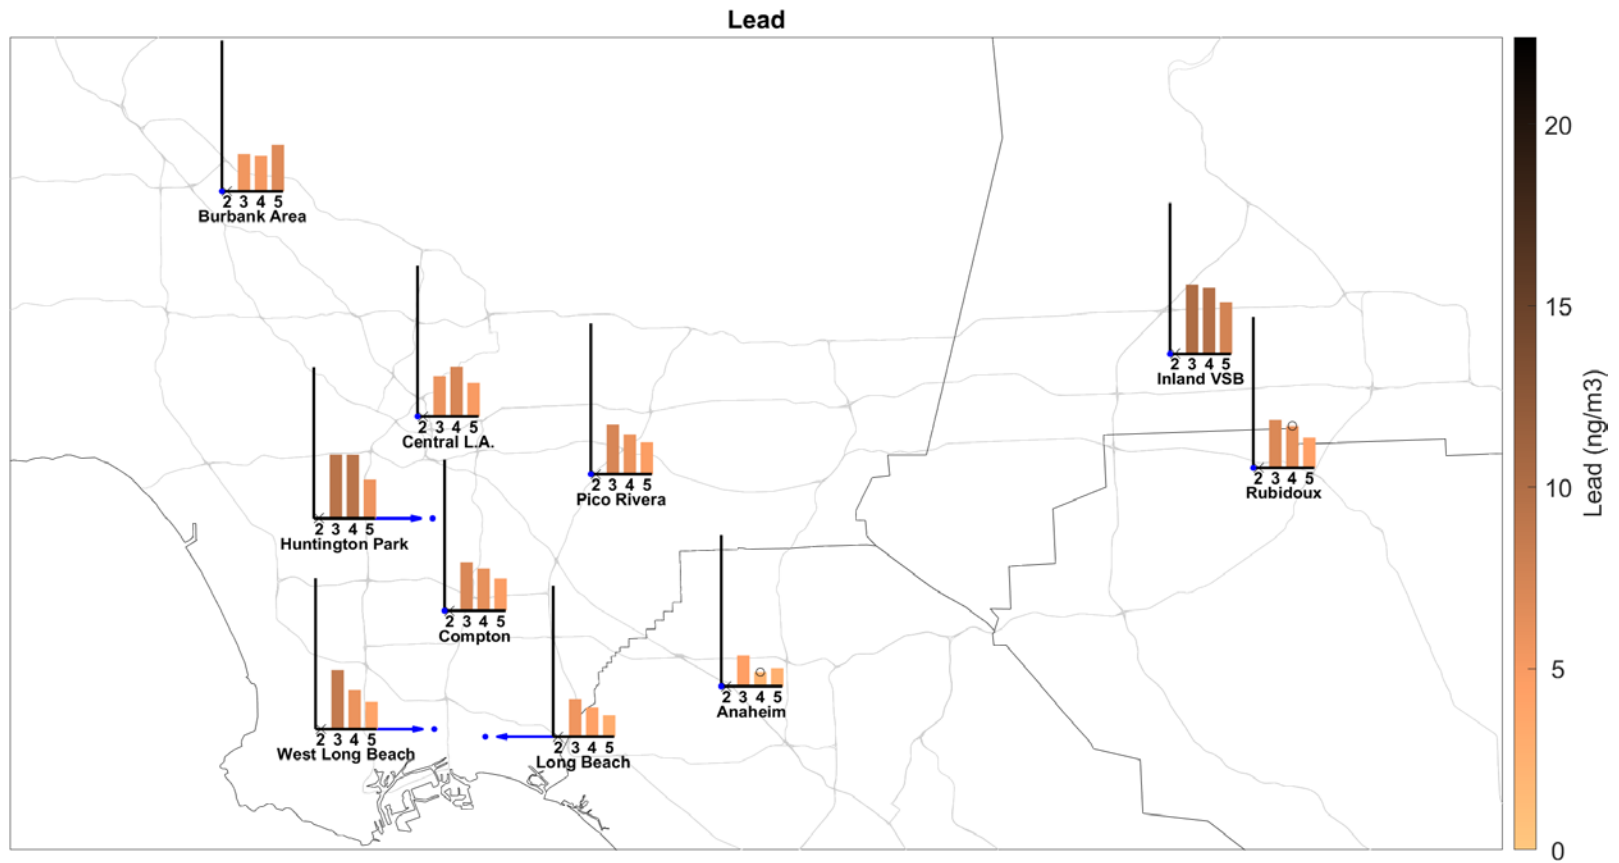 Lead
2 3 4 5
Burbank Area
2 3 4 5
Central L.A.
2 3 4 5
Pico Rivera
2 3 4 5
Inland VSB
2 3 4 5
Rubidoux
2 3 4 5
Huntington Park
2 3 4 5
Compton
2 3 4 5
West Long Beach
2 3 4 5
Long Beach
2 3 4 5
Anaheim
20
15
10
5
0
Lead (ng/m3)